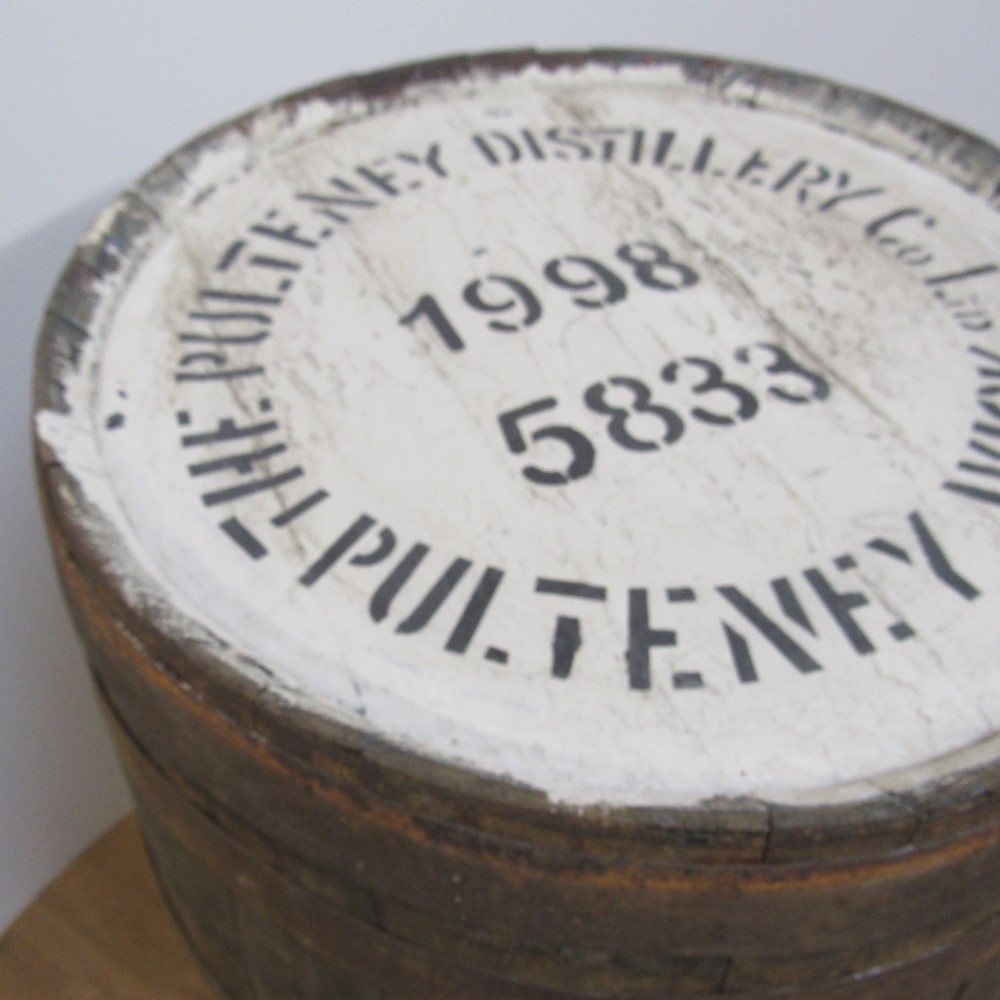 THE PULTENEY DISTILLERY Co. LTD
1998
5833
PULTENEY